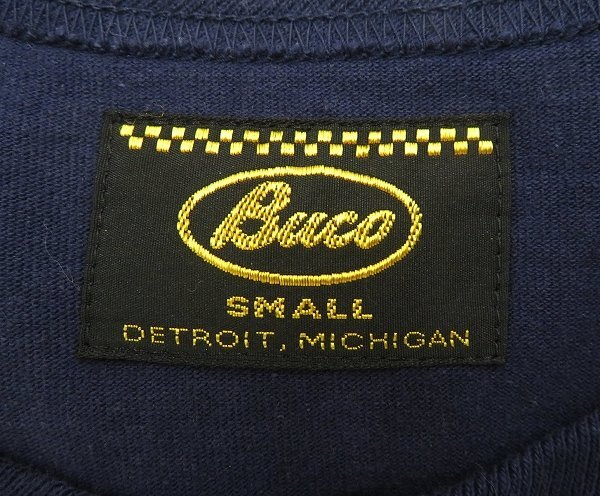 Buco
SMALL
DETROIT, MICHIGAN